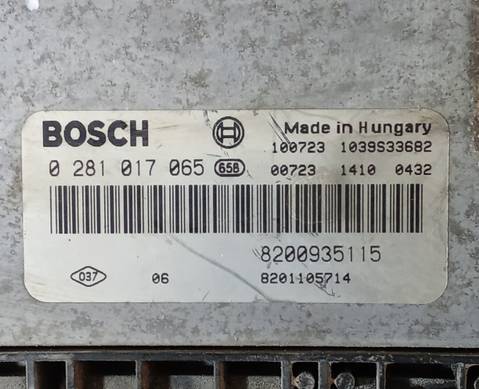 BOSCH
Made in Hungary
100723 1039S33682
0 281 017 065 658 00723 1410 0432
8200935115
037 06 8201105714